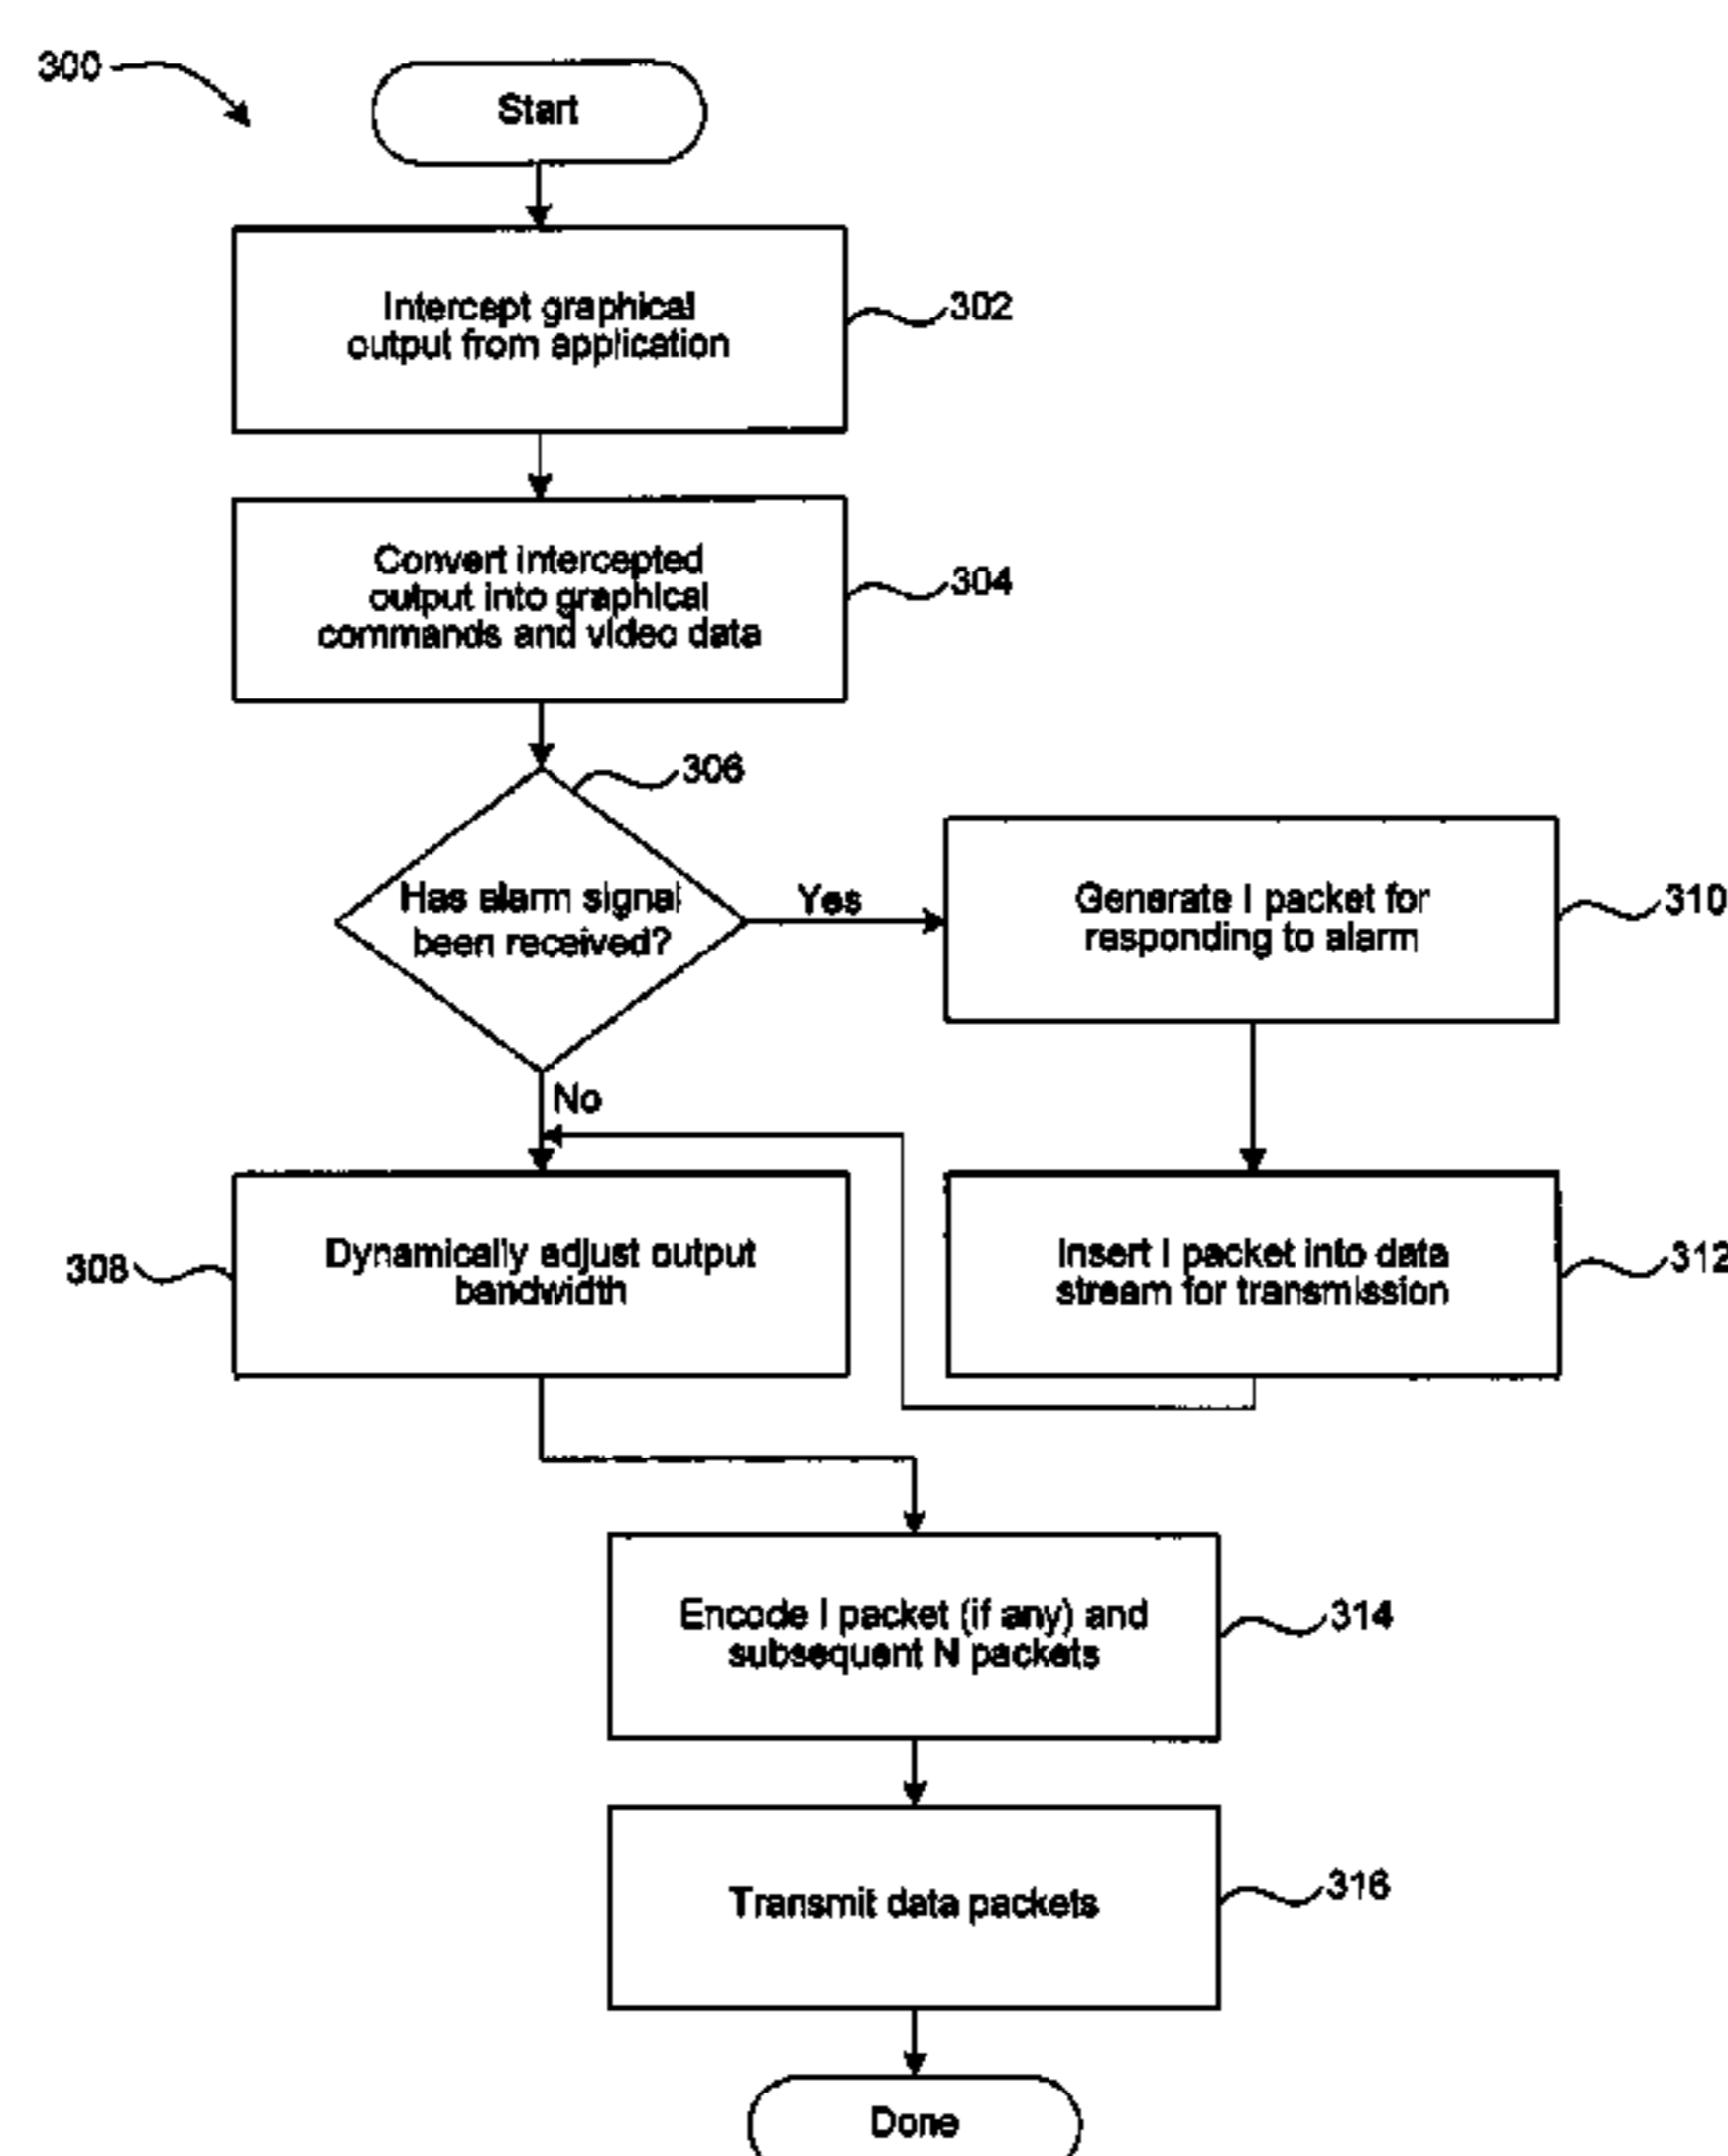 300
Start
Intercept graphical
output from application
302
Convert intercepted
output into graphical
commands and video data
304
306
Has alarm signal
been received?
Yes
Generate I packet for
responding to alarm
310
No
308
Dynamically adjust output
bandwidth
Insert I packet into data
stream for transmission
312
Encode I packet (if any) and
subsequent N packets
314
Transmit data packets
316
Done